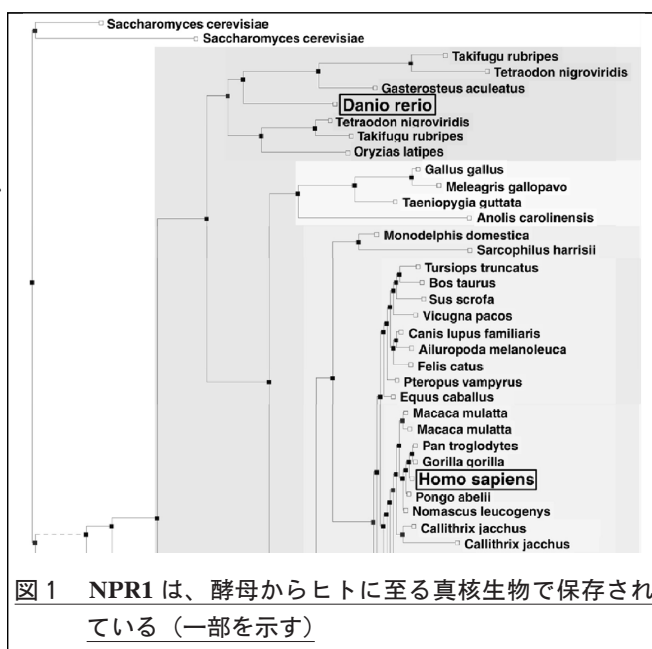 Saccharomyces cerevisiae
Saccharomyces cerevisiae
Takifugu rubripes
Tetraodon nigroviridis
Gasterosteus aculeatus
Danio rerio
Tetraodon nigroviridis
Takifugu rubripes
Oryzias latipes
Gallus gallus
Meleagris gallopavo
Taeniopygia guttata
Anolis carolinensis
Monodelphis domestica
Sarcophilus harrisii
Tursiops truncatus
Bos taurus
Sus scrofa
Vicugna pacos
Canis lupus familiaris
Ailuropoda melanoleuca
Felis catus
Pteropus vampyrus
Equus caballus
Macaca mulatta
Macaca mulatta
Pan troglodytes
Gorilla gorilla
Homo sapiens
Pongo abelii
Nomascus leucogenys
Callithrix jacchus
Callithrix jacchus
図1 NPR1 は、酵母からヒトに至る真核生物で保存され
ている（一部を示す）